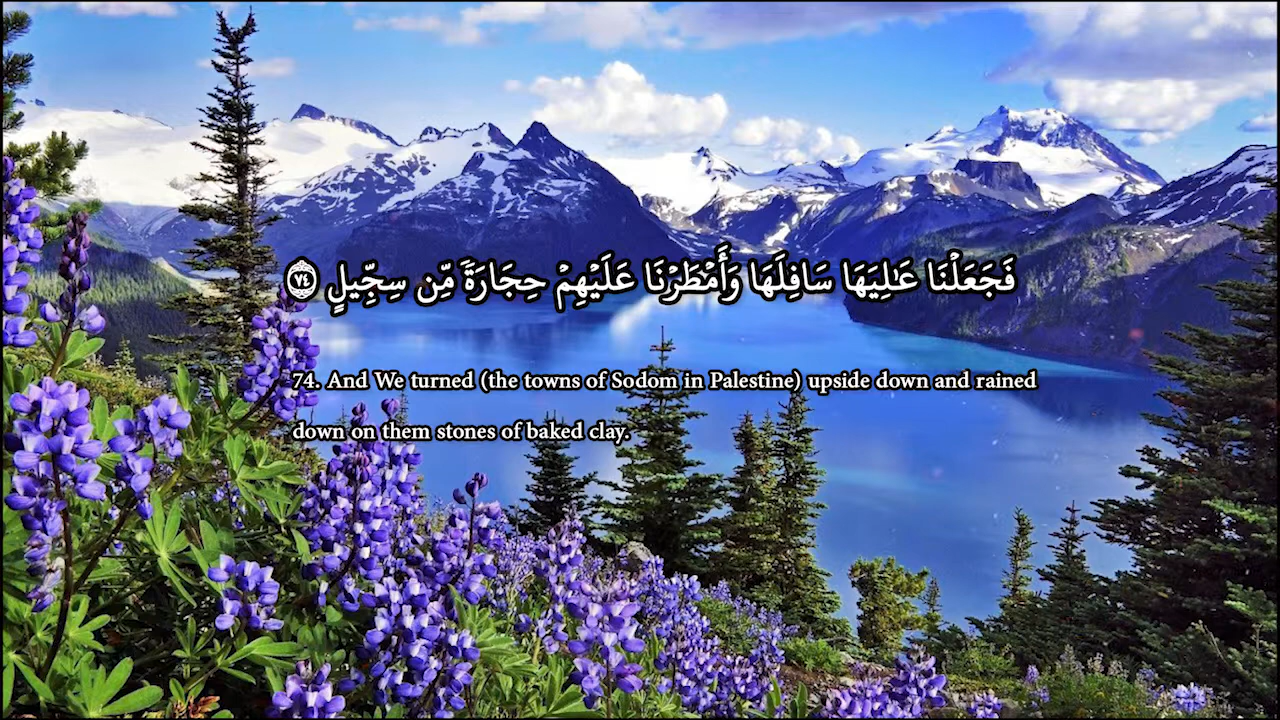 فَجَعَلْنَا عَـٰلِيَهَا سَافِلَهَا وَأَمْطَرْنَا عَلَيْهِمْ حِجَارَةً مِّن سِجِّيلٍ ٧٤
74. And We turned (the towns of Sodom in Palestine) upside down and rained
down on them stones of baked clay.